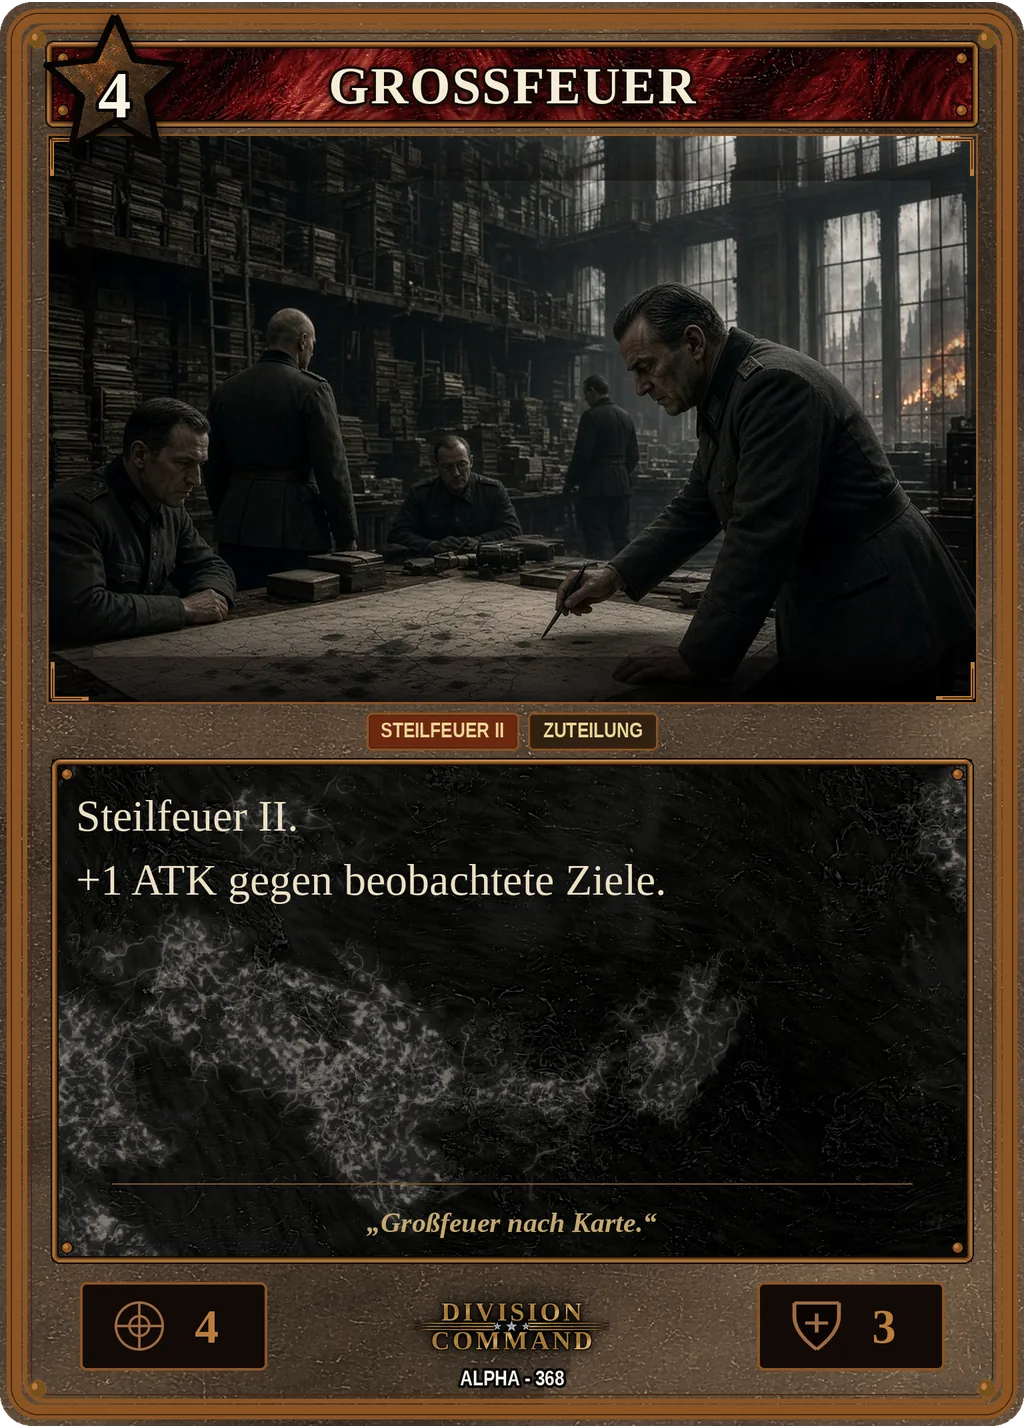 4
GROSSFEUER
STEILFEUER II
ZUTEILUNG
Steilfeuer II.
+1 ATK gegen beobachtete Ziele.
„Großfeuer nach Karte.“
4
DIVISION
COMMAND
3
ALPHA - 368